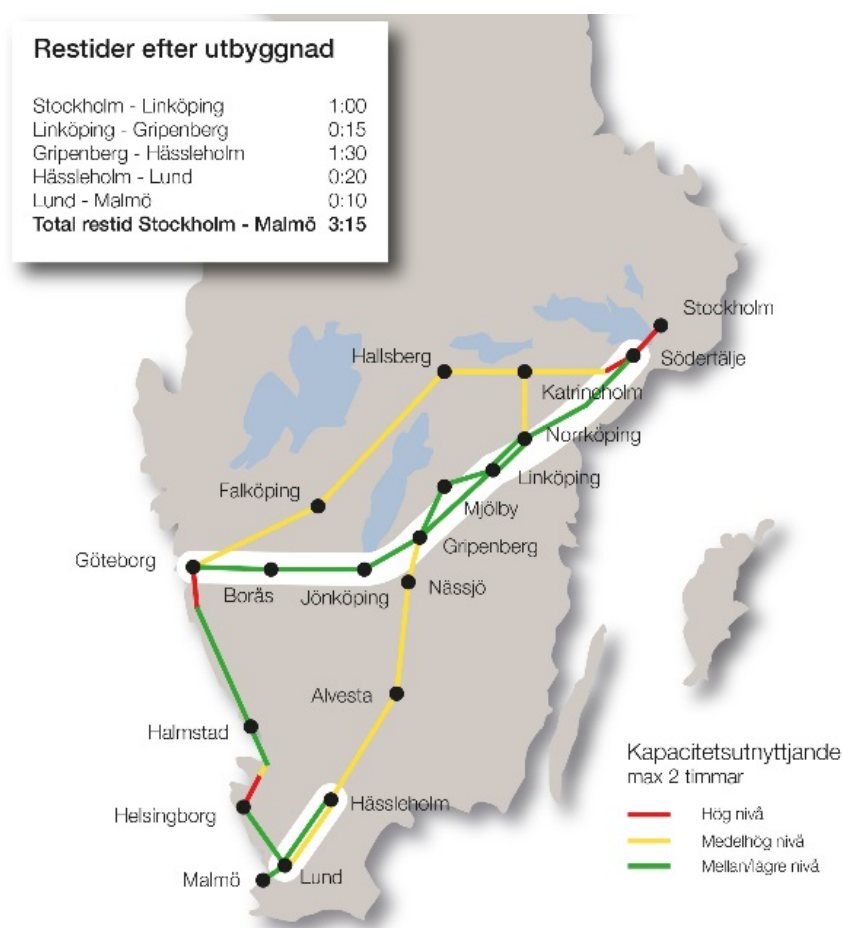 Restider efter utbyggnad
Stockholm - Linköping 1:00
Linköping - Gripenberg 0:15
Gripenberg - Hässleholm 1:30
Hässleholm - Lund 0:20
Lund - Malmö 0:10
Total restid Stockholm - Malmö 3:15
Stockholm
Hallsberg
Södertälje
Katrineholm
Norrköping
Linköping
Falköping
Mjölby
Gripenberg
Göteborg
Borås
Jönköping
Nässjö
Alvesta
Halmstad
Kapacitetsutnyttjande
max 2 timmar
Hässleholm
Helsingborg
Hög nivå
Medelhög nivå
Mellan/lägre nivå
Malmö
Lund